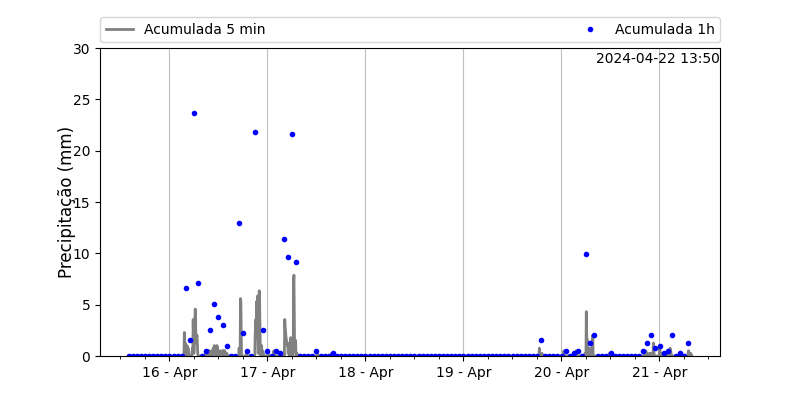 Acumulada 5 min
Acumulada 1h
2024-04-22 13:50
Precipitação (mm)
30
25
20
15
10
5
0
16 - Apr
17 - Apr
18 - Apr
19 - Apr
20 - Apr
21 - Apr